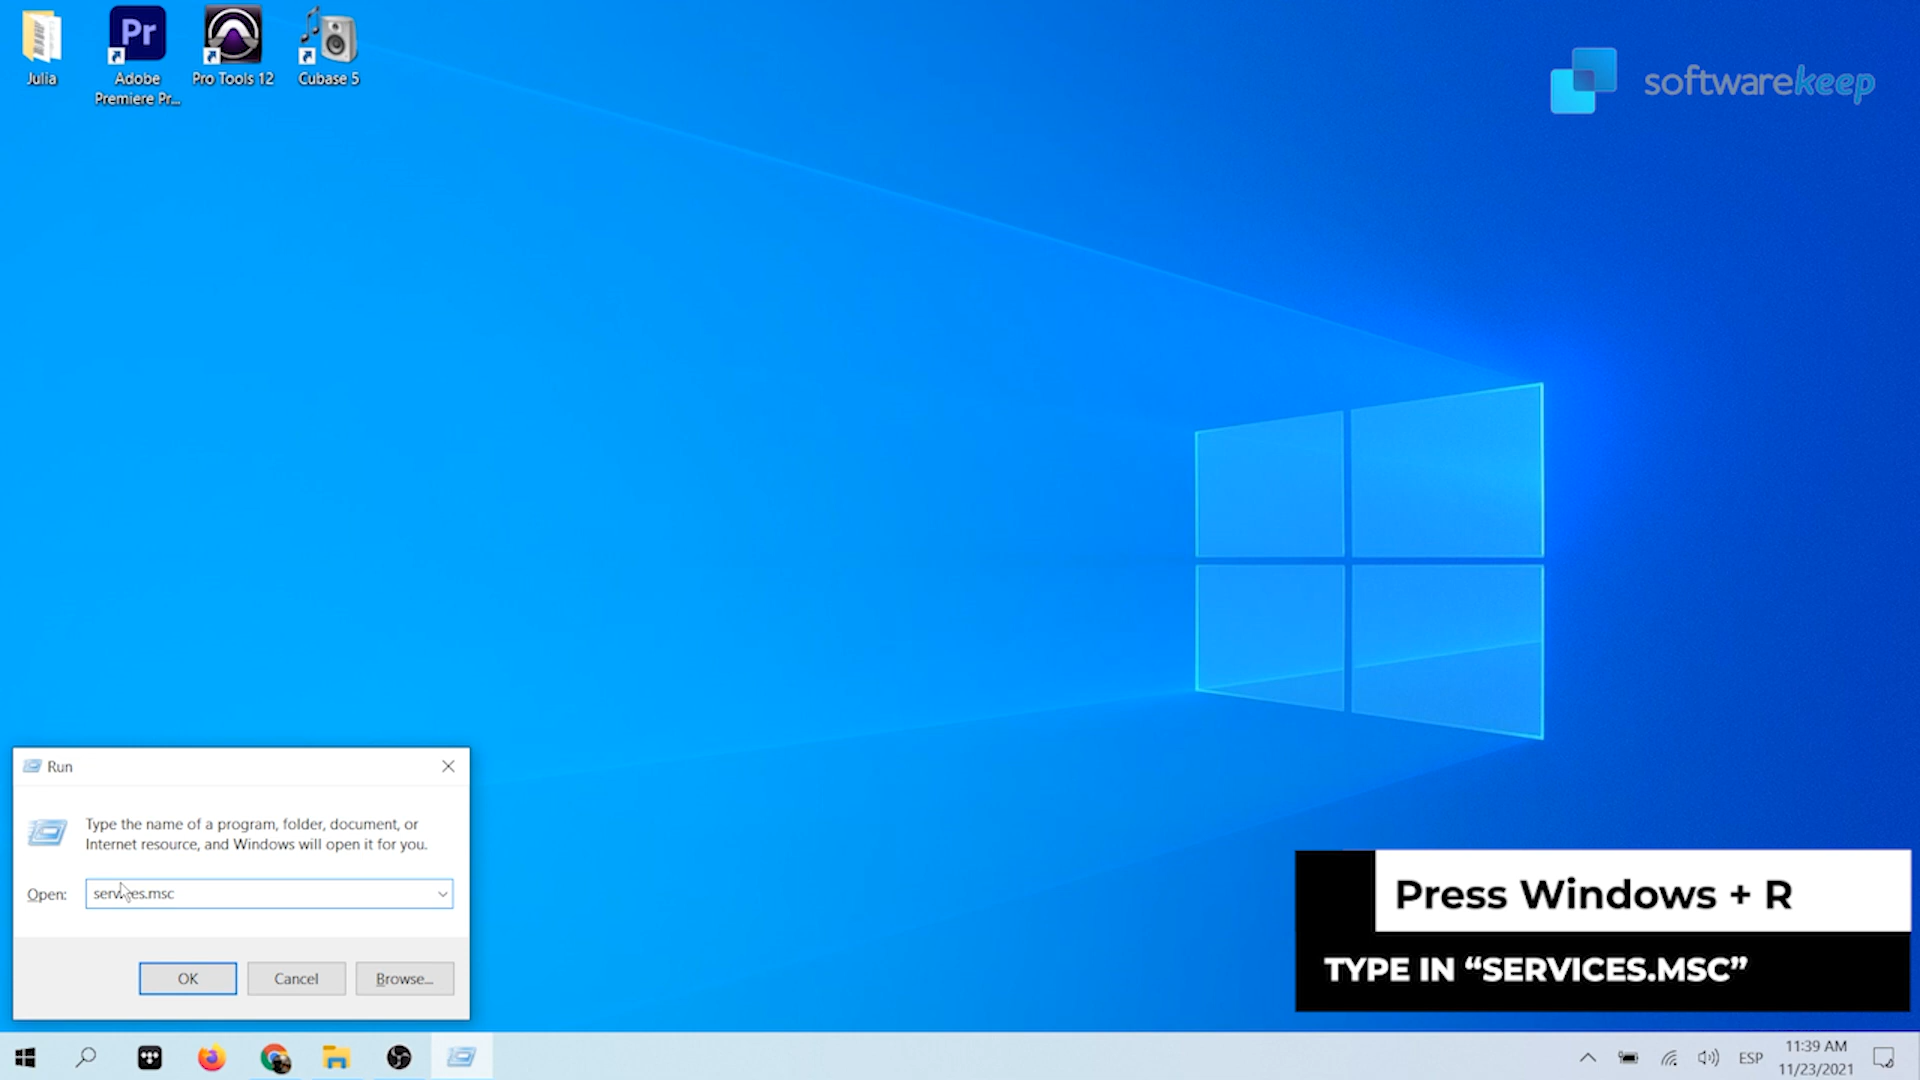 Julia
Adobe
Premiere Pr...
Pro Tools 12
Cubase 5
Pr
softwarekeep
Run
Type the name of a program, folder, document, or
Internet resource, and Windows will open it for you.
Open:
services.msc
OK
Cancel
Browse...
Press Windows + R
TYPE IN “SERVICES.MSC”
ESP
11:39 AM
11/23/2021